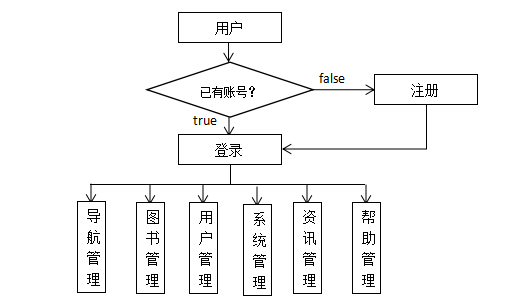 用户
已有账号？
false
注册
true
登录
导航管理
图书管理
用户管理
系统管理
资讯管理
帮助管理